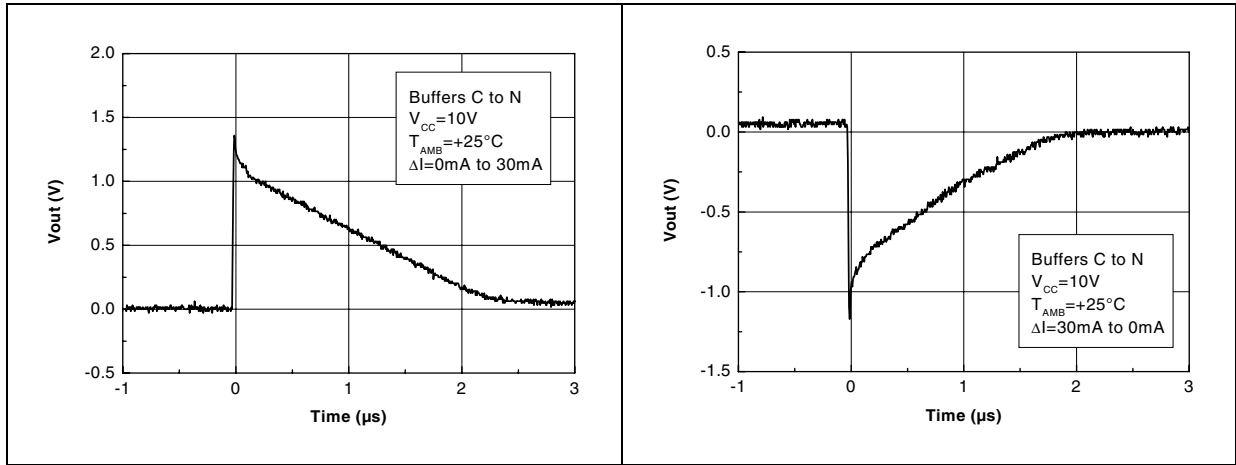 2.0
1.5
1.0
0.5
0.0
-0.5
-1
0
1
2
3
Vout (V)
Time (µs)
Buffers C to N
VCC=10V
TAMB=+25°C
ΔI=0mA to 30mA
0.5
0.0
-0.5
-1.0
-1.5
-1
0
1
2
3
Vout (V)
Time (µs)
Buffers C to N
VCC=10V
TAMB=+25°C
ΔI=30mA to 0mA